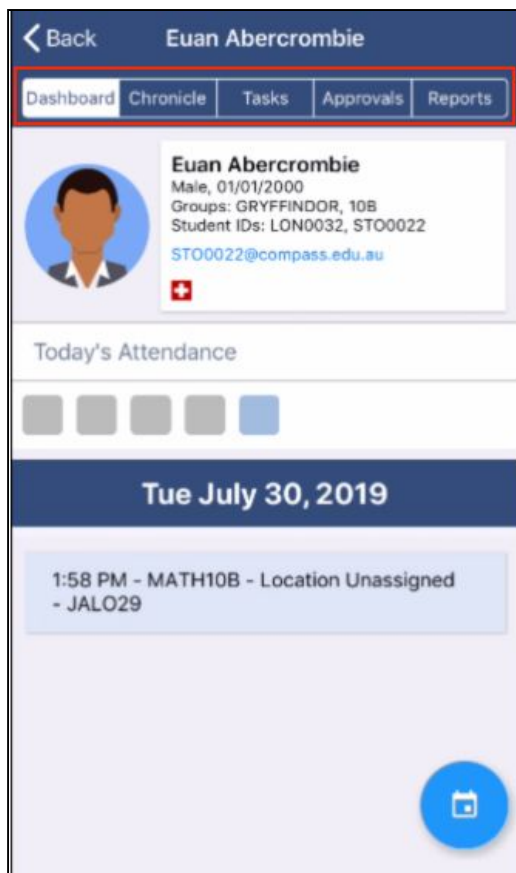 Back Euan Abercrombie
Dashboard Chronicle Tasks Approvals Reports
Euan Abercrombie
Male, 01/01/2000
Groups: GRYFFINDOR, 10B
Student IDs: LON0032, STO0022
STO0022@compass.edu.au
Today's Attendance
Tue July 30, 2019
1:58 PM - MATH10B - Location Unassigned
- JALO29